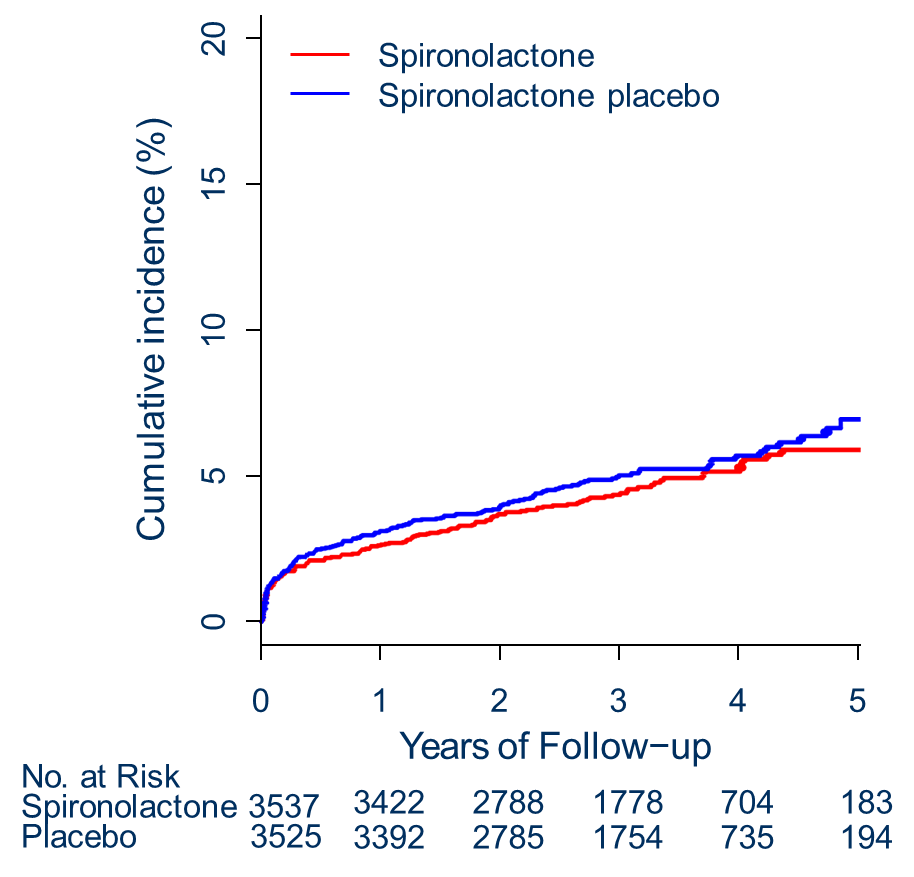 Spironolactone
Spironolactone placebo
Cumulative incidence (%)
20
15
10
5
0
0 1 2 3 4 5
Years of Follow−up
No. at Risk
Spironolactone 3537 3422 2788 1778 704 183
Placebo 3525 3392 2785 1754 735 194